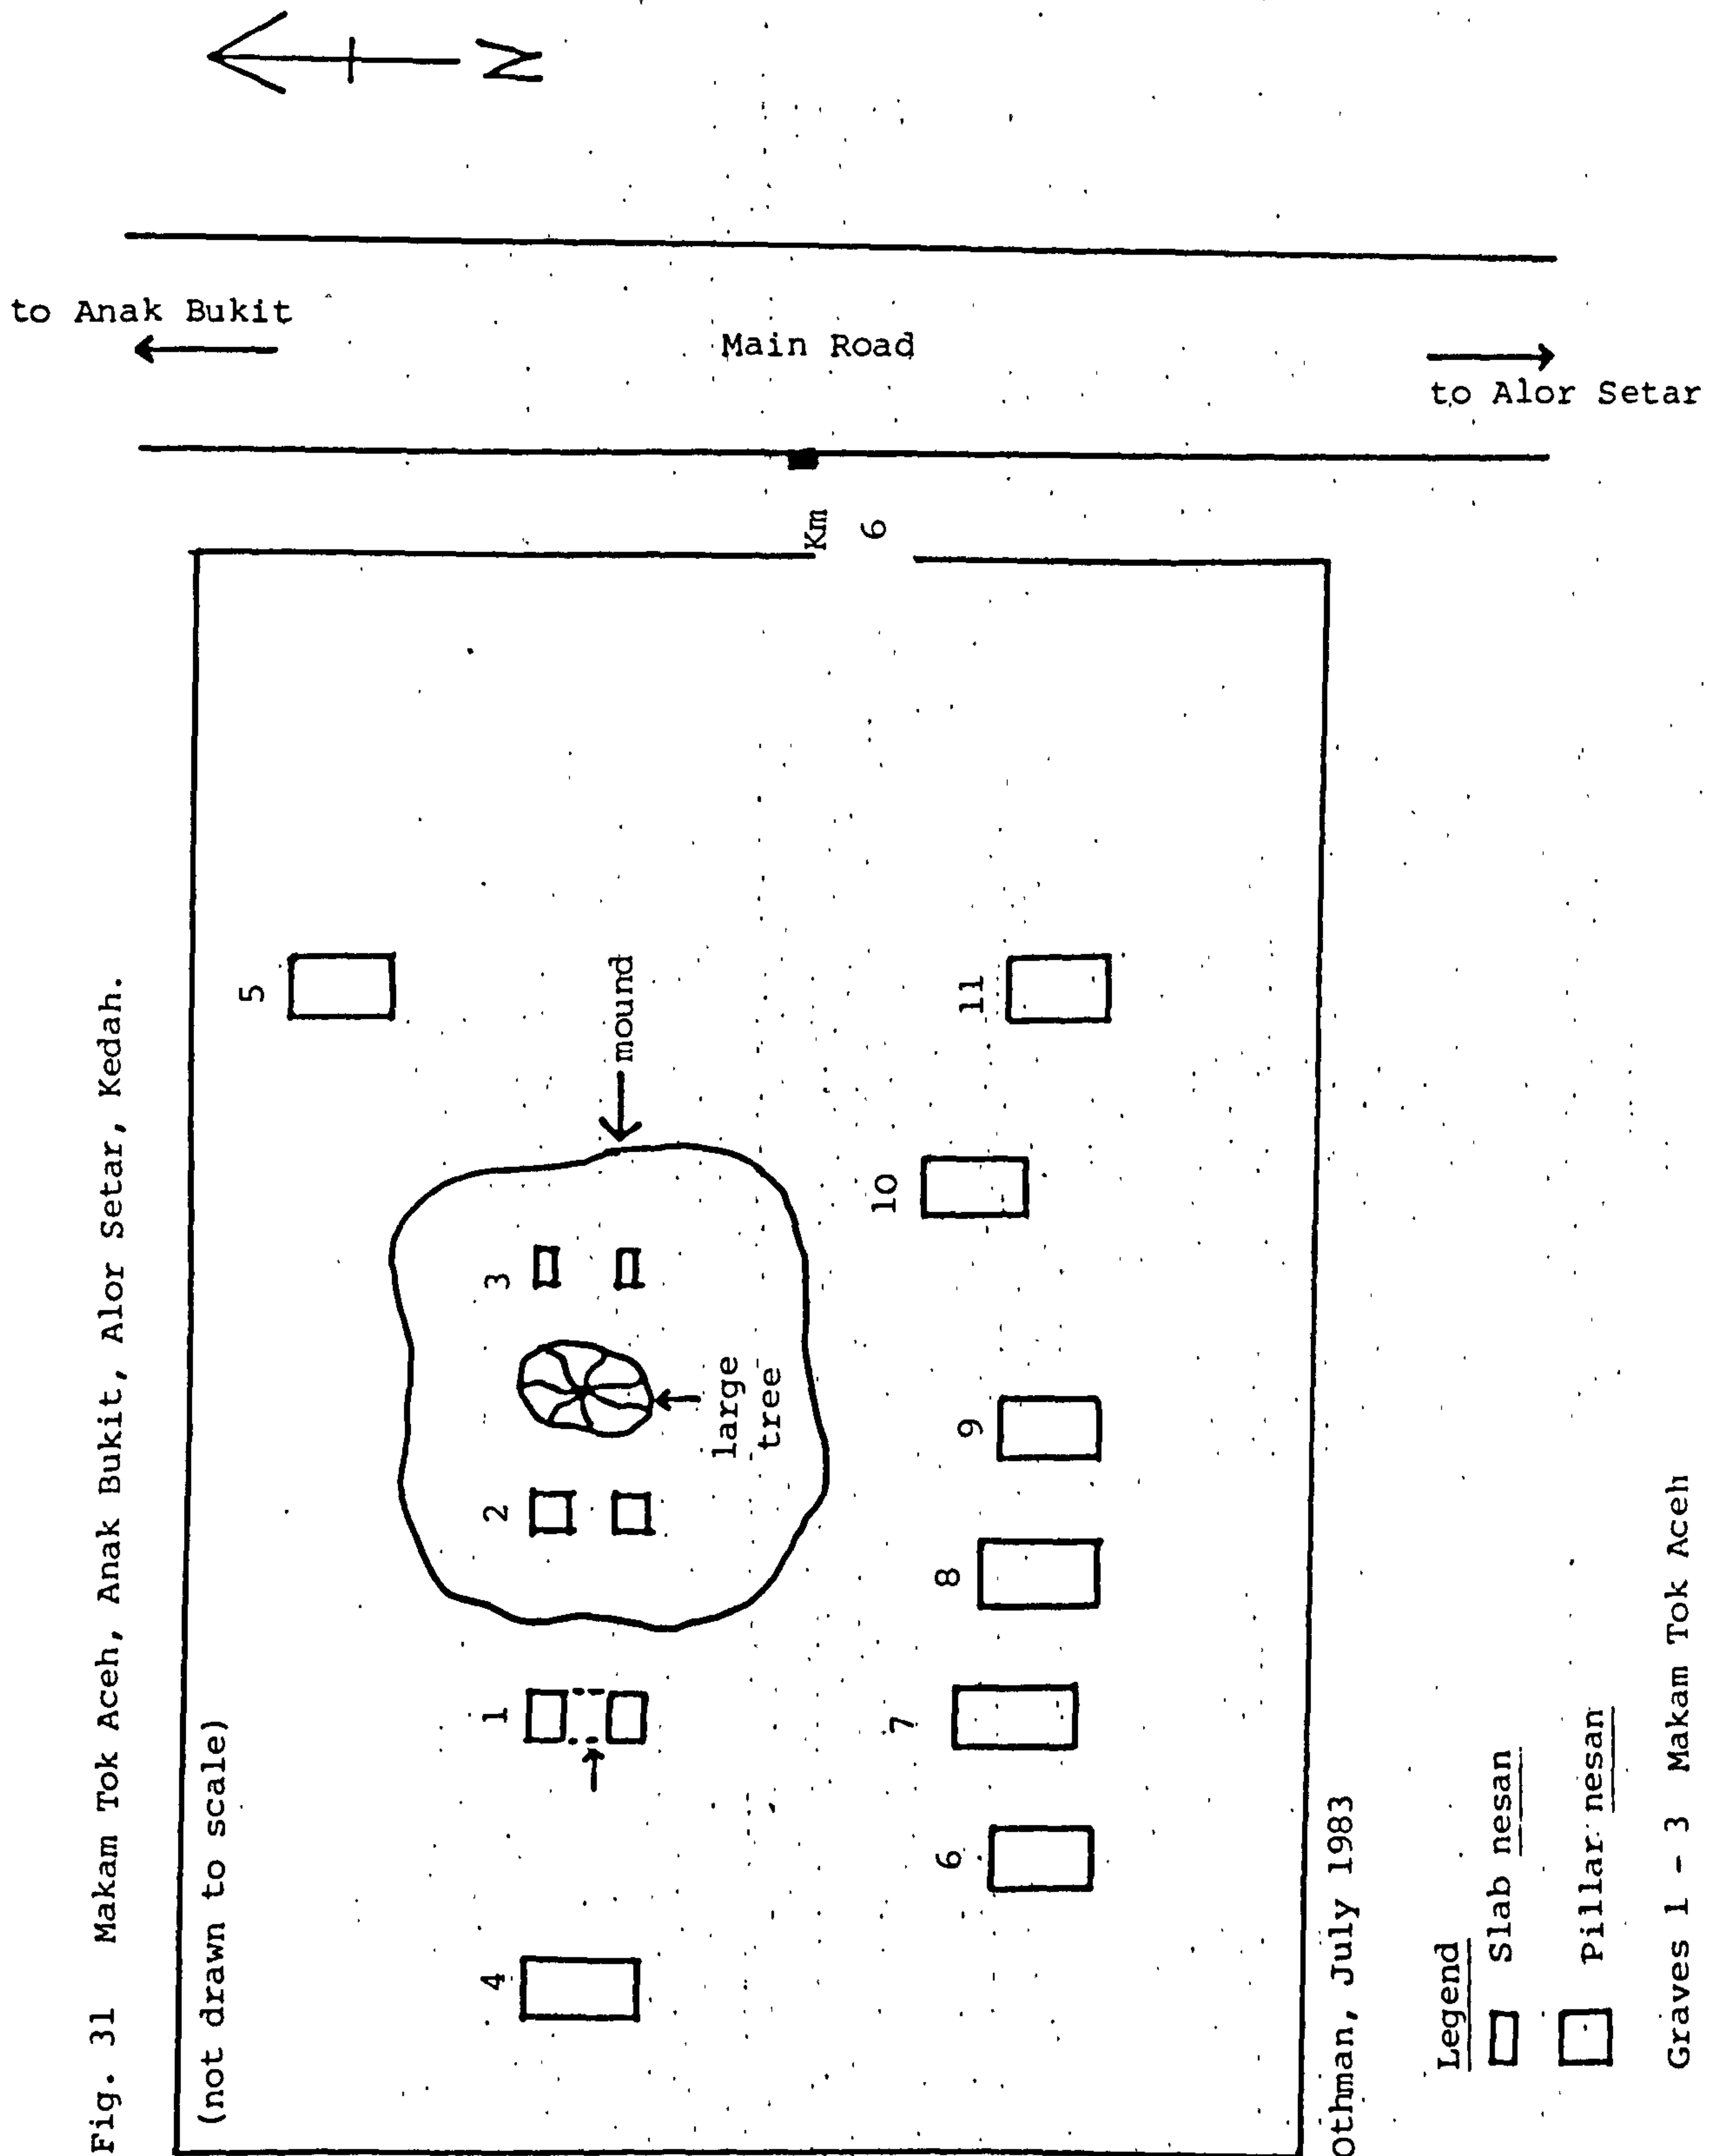 Fig. 31 Makam Tok Aceh, Anak Bukit, Alor Setar, Kedah.
(not drawn to scale)
N
to Anak Bukit
Main Road
to Alor Setar
Km
6
5
mound
3
large
tree
2
1
4
11
10
9
8
7
6
Othman, July 1983
Legend
Slab nesan
Pillar nesan
Graves 1 - 3 Makam Tok Aceh